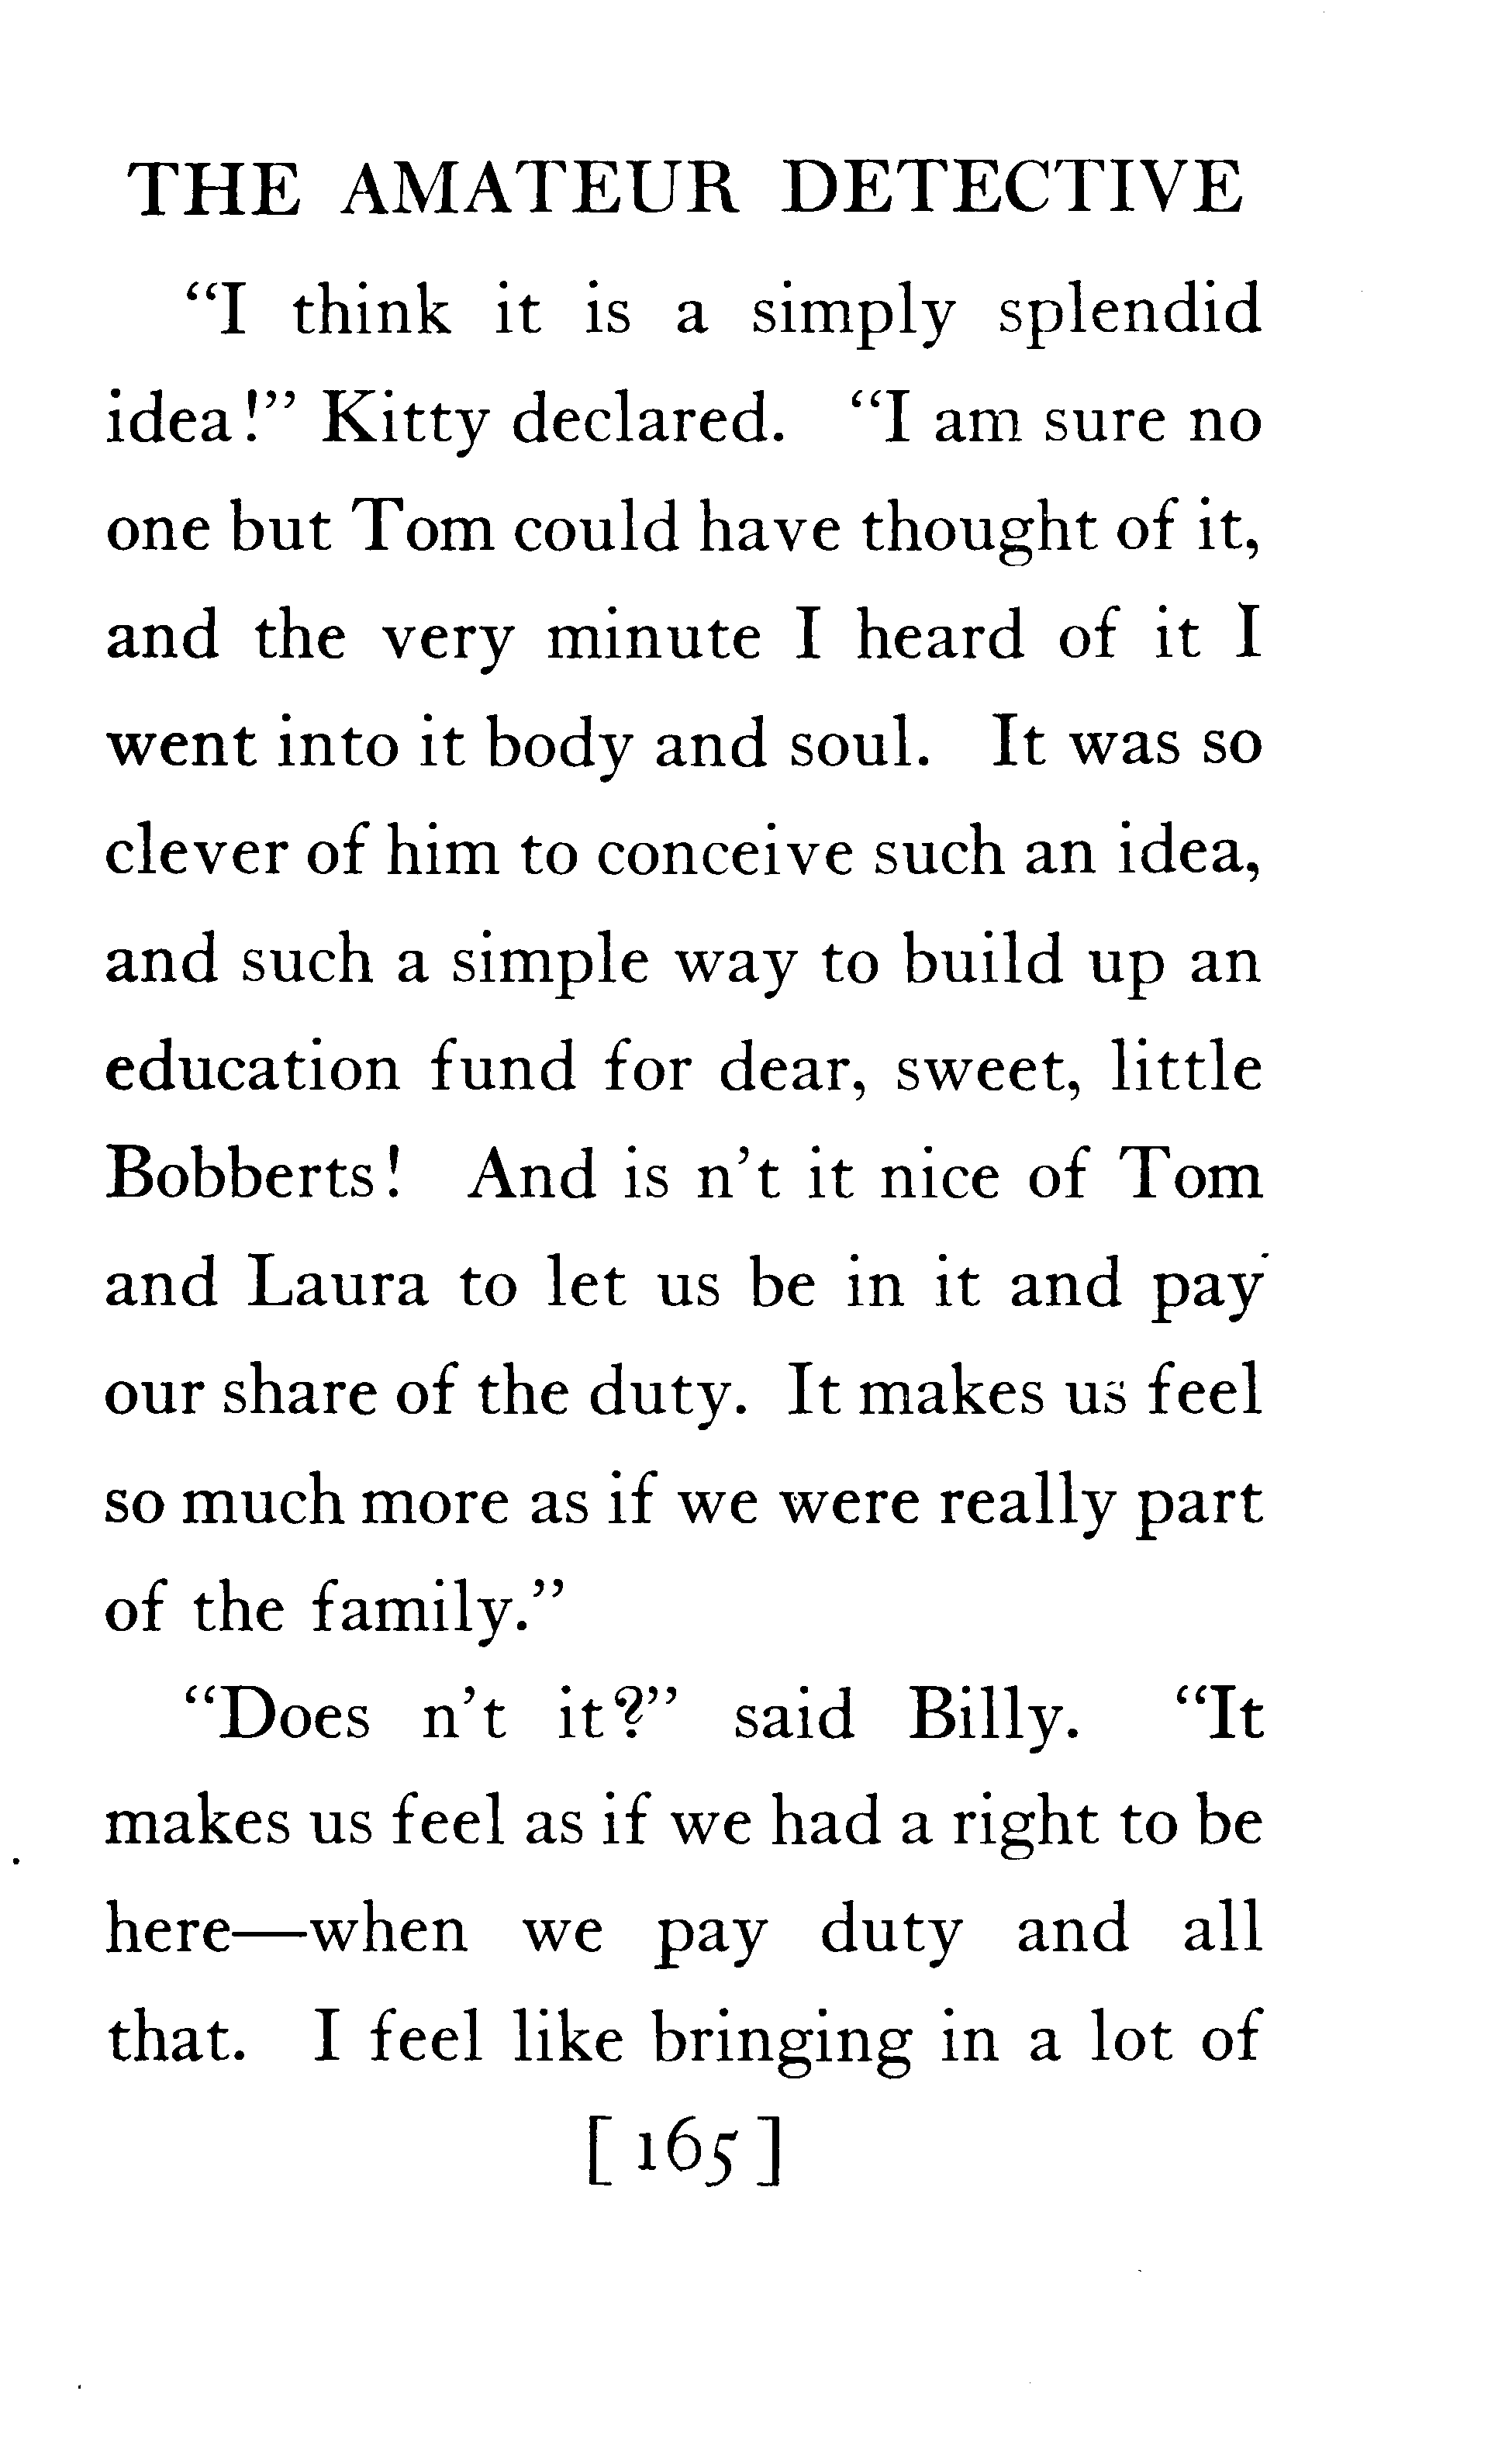 THE AMATEUR DETECTIVE
“I think it is a simply splendid
idea!” Kitty declared. “I am sure no
one but Tom could have thought of it,
and the very minute I heard of it I
went into it body and soul. It was so
clever of him to conceive such an idea,
and such a simple way to build up an
education fund for dear, sweet, little
Bobberts! And is n’t it nice of Tom
and Laura to let us be in it and pay
our share of the duty. It makes us feel
so much more as if we were really part
of the family.”
“Does n’t it?” said Billy. “It
makes us feel as if we had a right to be
here—when we pay duty and all
that. I feel like bringing in a lot of
[165]